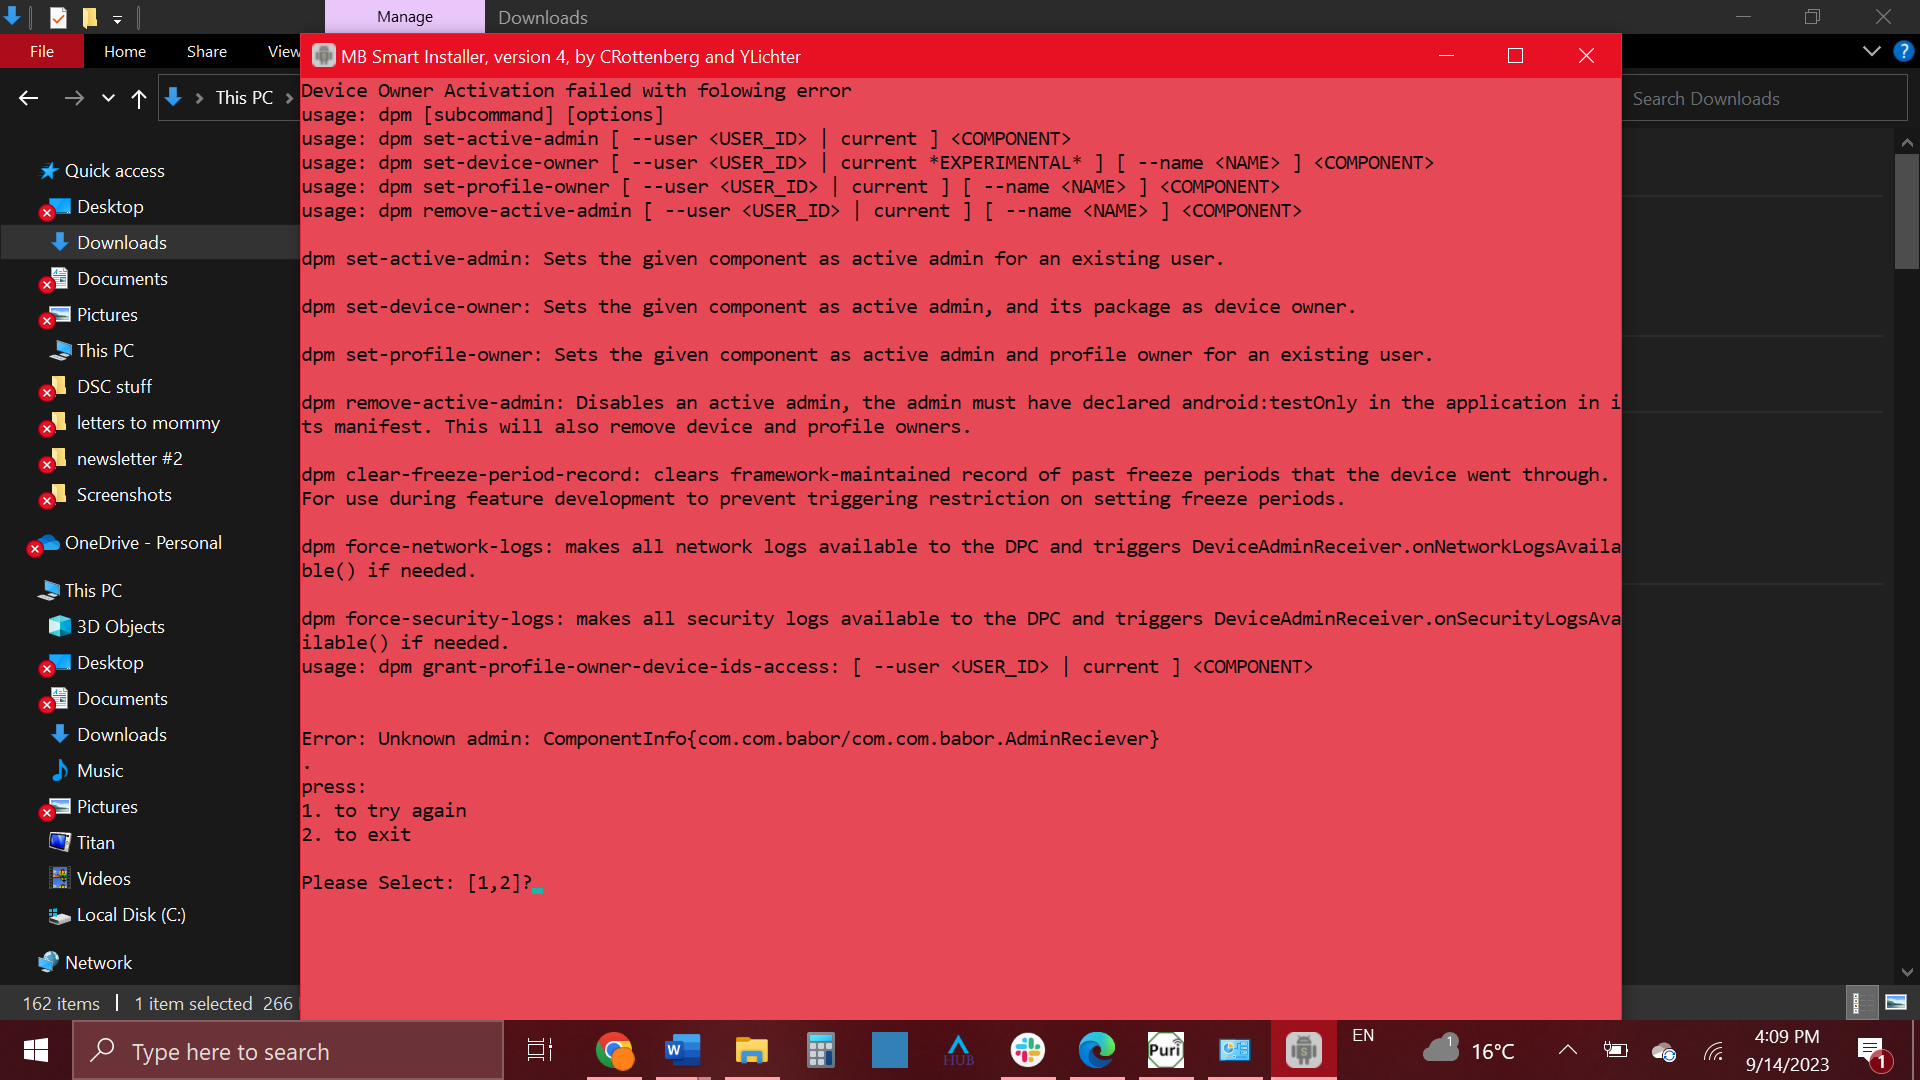 Manage
Downloads
File
Home
Share
View
This PC
Search Downloads
Quick access
Desktop
Downloads
Documents
Pictures
This PC
DSC stuff
letters to mommy
newsletter #2
Screenshots
OneDrive - Personal
This PC
3D Objects
Desktop
Documents
Downloads
Music
Pictures
Titan
Videos
Local Disk (C:)
Network
162 items
1 item selected 266
MB Smart Installer, version 4, by CRottenberg and YLichter
Device Owner Activation failed with folowing error
usage: dpm [subcommand] [options]
usage: dpm set-active-admin [ --user <USER_ID> | current ] <COMPONENT>
usage: dpm set-device-owner [ --user <USER_ID> | current *EXPERIMENTAL* ] [ --name <NAME> ] <COMPONENT>
usage: dpm set-profile-owner [ --user <USER_ID> | current ] [ --name <NAME> ] <COMPONENT>
usage: dpm remove-active-admin [ --user <USER_ID> | current ] [ --name <NAME> ] <COMPONENT>
dpm set-active-admin: Sets the given component as active admin for an existing user.
dpm set-device-owner: Sets the given component as active admin, and its package as device owner.
dpm set-profile-owner: Sets the given component as active admin and profile owner for an existing user.
dpm remove-active-admin: Disables an active admin, the admin must have declared android:testOnly in the application in i
ts manifest. This will also remove device and profile owners.
dpm clear-freeze-period-record: clears framework-maintained record of past freeze periods that the device went through.
For use during feature development to prevent triggering restriction on setting freeze periods.
dpm force-network-logs: makes all network logs available to the DPC and triggers DeviceAdminReceiver.onNetworkLogsAvaila
ble() if needed.
dpm force-security-logs: makes all security logs available to the DPC and triggers DeviceAdminReceiver.onSecurityLogsAva
ilable() if needed.
usage: dpm grant-profile-owner-device-ids-access: [ --user <USER_ID> | current ] <COMPONENT>
Error: Unknown admin: ComponentInfo{com.com.babor/com.com.babor.AdminReciever}
.
press:
1. to try again
2. to exit
Please Select: [1,2]?
Type here to search
W
HUB
Puri
S
EN
1
16°C
4:09 PM
9/14/2023
1